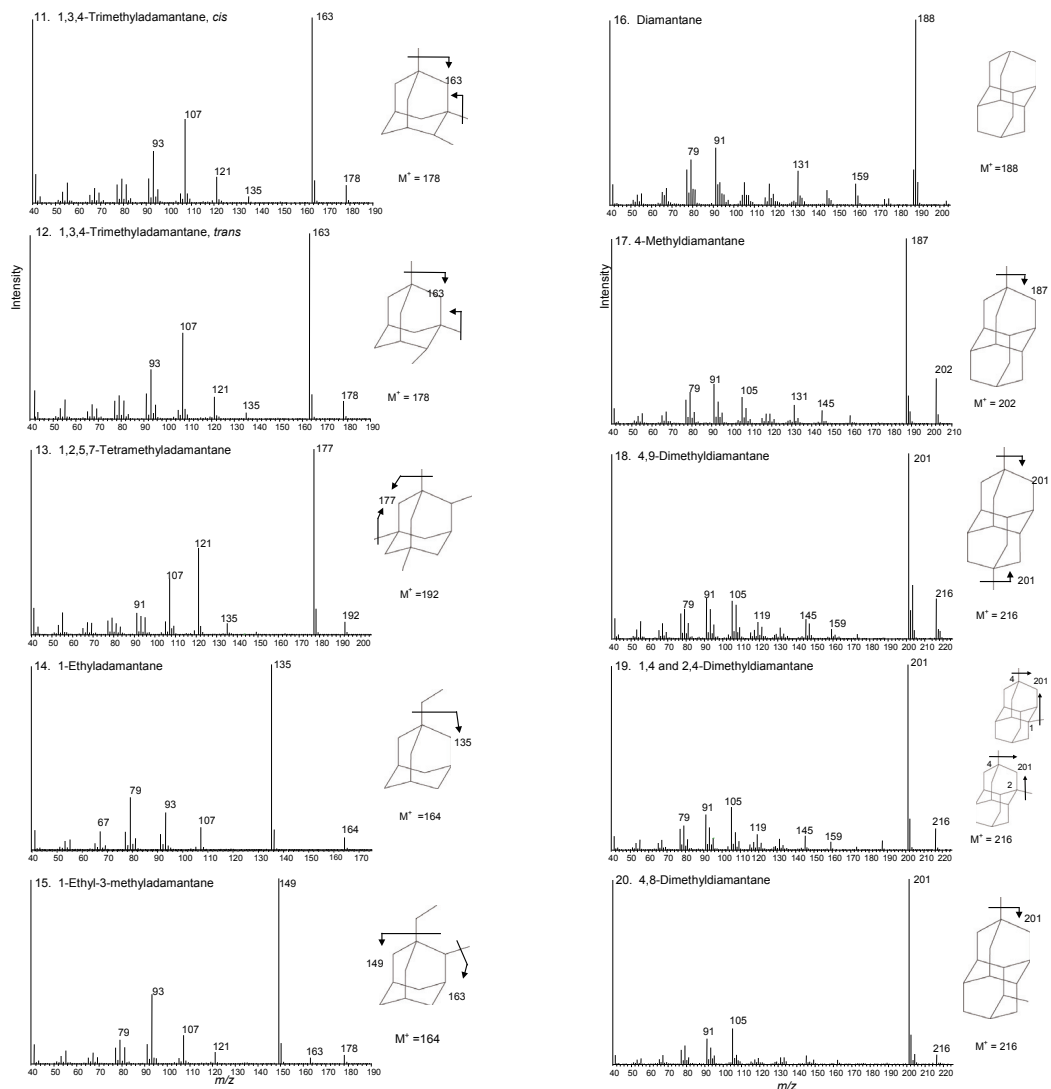 11. 1,3,4-Trimethyladamantane, cis
163
107
93
121
135
178
40 50 60 70 80 90 100 110 120 130 140 150 160 170 180 190
163
M+ = 178
12. 1,3,4-Trimethyladamantane, trans
163
107
93
121
135
178
40 50 60 70 80 90 100 110 120 130 140 150 160 170 180 190
163
M+ = 178
Intensity
13. 1,2,5,7-Tetramethyladamantane
177
121
107
91
135
192
40 50 60 70 80 90 100 110 120 130 140 150 160 170 180 190 200
177
M+ =192
14. 1-Ethyladamantane
135
79
93
67
107
164
40 50 60 70 80 90 100 110 120 130 140 150 160 170
135
M+ =164
15. 1-Ethyl-3-methyladamantane
149
93
79
107
121
163
178
40 50 60 70 80 90 100 110 120 130 140 150 160 170 180 190
m/z
149
163
M+ =164
16. Diamantane
188
91
79
131
159
40 50 60 70 80 90 100 110 120 130 140 150 160 170 180 190 200
M+ =188
17. 4-Methyldiamantane
187
79
91
105
131
145
202
40 50 60 70 80 90 100 110 120 130 140 150 160 170 180 190 200 210
187
M+ = 202
Intensity
18. 4,9-Dimethyldiamantane
201
79
91
105
119
145
159
216
40 50 60 70 80 90 100 110 120 130 140 150 160 170 180 190 200 210 220
201
201
M+ = 216
19. 1,4 and 2,4-Dimethyldiamantane
201
79
91
105
119
145
159
216
40 50 60 70 80 90 100 110 120 130 140 150 160 170 180 190 200 210 220
4
201
1
4
201
2
M+ = 216
20. 4,8-Dimethyldiamantane
201
91
105
216
40 50 60 70 80 90 100 110 120 130 140 150 160 170 180 190 200 210 220
m/z
201
M+ = 216